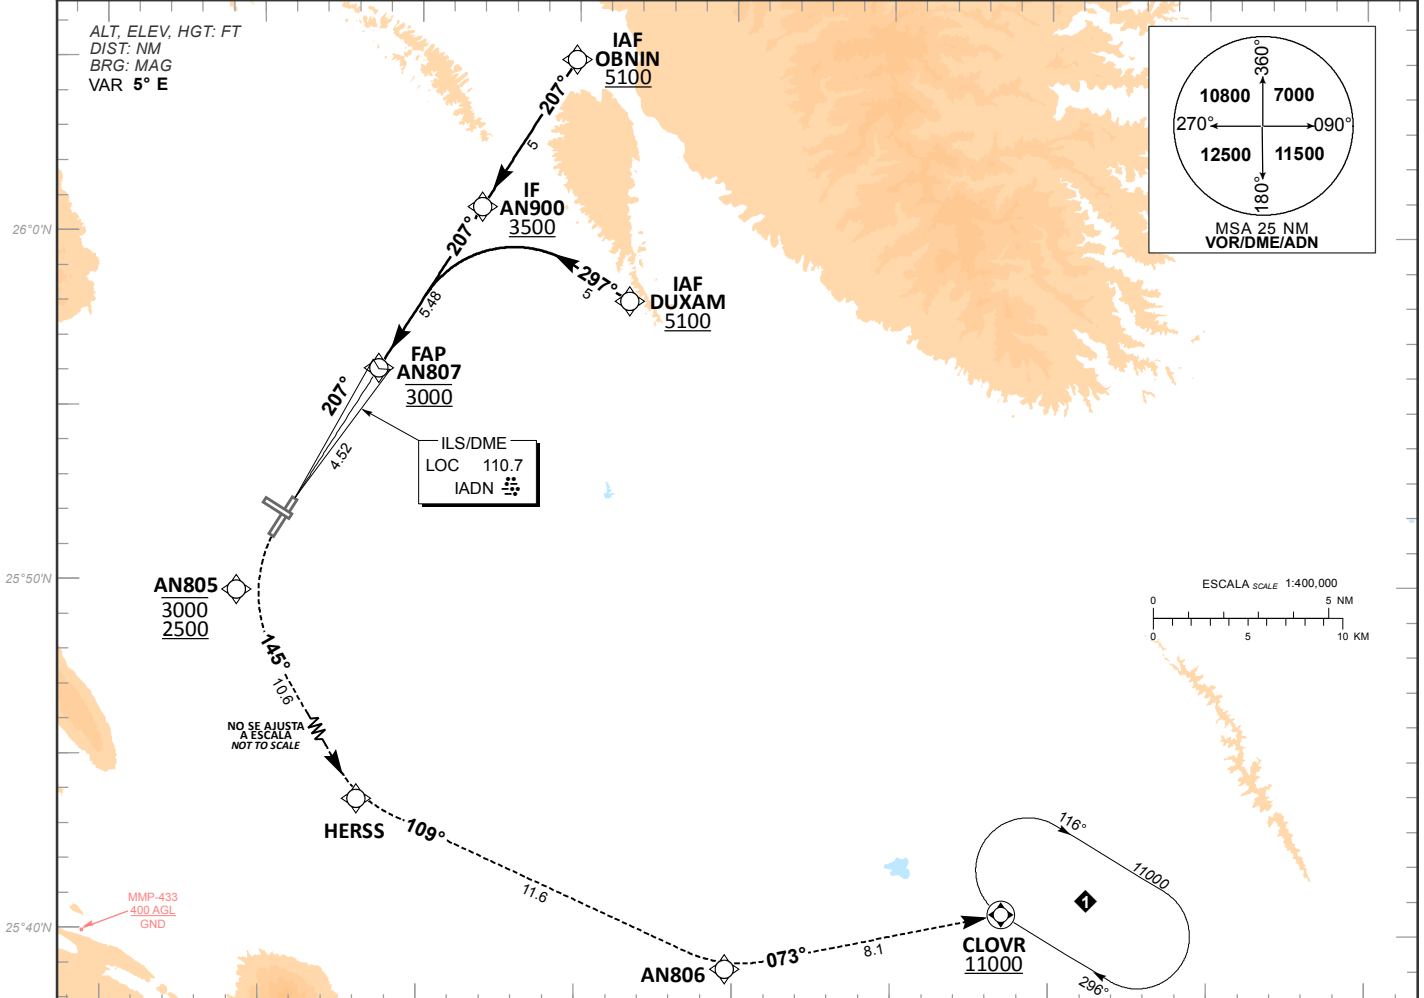 ALT, ELEV, HGT: FT
DIST: NM
BRG: MAG
VAR 5° E
IAF
OBNIN
5100
207°
5
IF
AN900
3500
207°
5.48
297°
5
IAF
DUXAM
5100
FAP
AN807
3000
207°
4.52
ILS/DME
LOC 110.7
IADN
10800 7000
12500 11500
360°
270°
090°
180°
MSA 25 NM
VOR/DME/ADN
26°0'N
25°50'N
25°40'N
AN805
3000
2500
145°
10.6
NO SE AJUSTA
A ESCALA
NOT TO SCALE
HERSS
109°
11.6
AN806
073°
8.1
CLOVR
11000
116°
11000
1
296°
ESCALA SCALE 1:400,000
0 5 NM
0 5 10 KM
MMP-433
400 AGL
GND